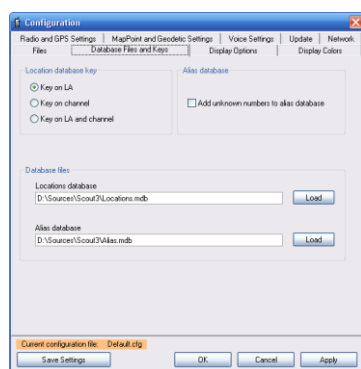 Configuration
Radio and GPS Settings MapPoint and Geodetic Settings Voice Settings Update Network
Files Database Files and Keys Display Options Display Colors
Location database key Alias database
Key on LA
Add unknown numbers to alias database
Key on channel
Key on LA and channel
Database files
Locations database
D:\Sources\Scout3\Locations.mdb Load
Alias database
D:\Sources\Scout3\Alias.mdb Load
Current configuration file: Default.cfg
Save Settings OK Cancel Apply